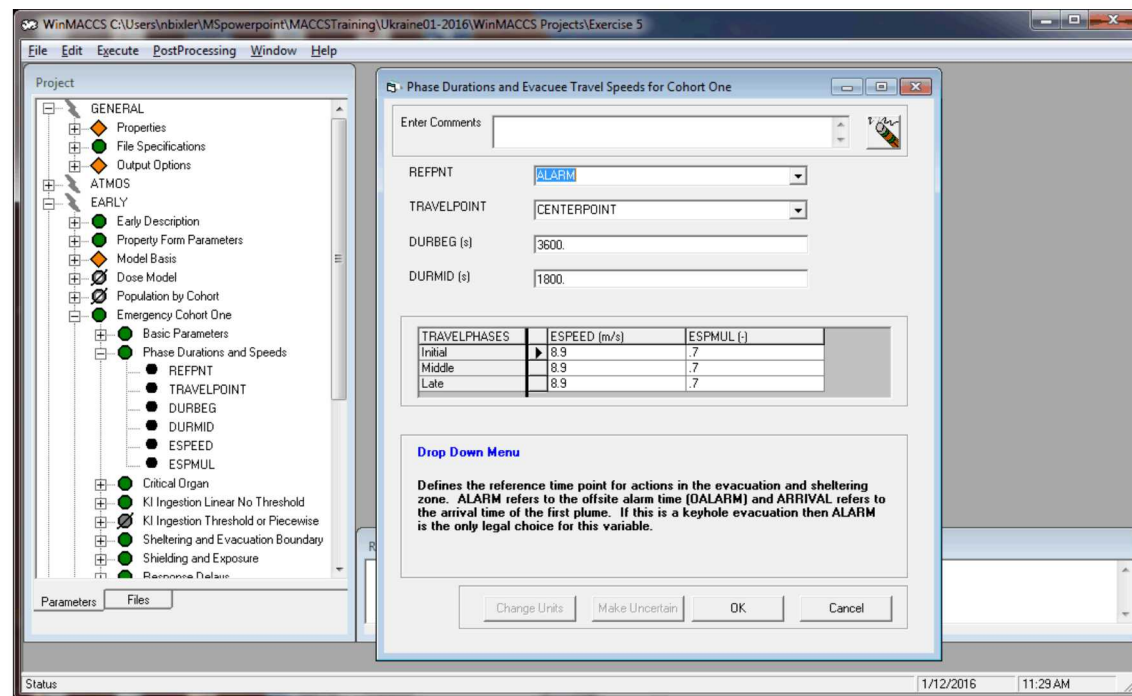 WinMACCS C:\Users\nbixler\MSpowerpoint\MACCSTraining\Ukraine01-2016\WinMACCS Projects\Exercise 5
File Edit Execute PostProcessing Window Help
Project
GENERAL
Properties
File Specifications
Output Options
ATMOS
EARLY
Early Description
Property Form Parameters
Model Basis
Dose Model
Population by Cohort
Emergency Cohort One
Basic Parameters
Phase Durations and Speeds
REFPNT
TRAVELPOINT
DURBEG
DURMID
ESPEED
ESPMUL
Critical Organ
KI Ingestion Linear No Threshold
KI Ingestion Threshold or Piecewise
Sheltering and Evacuation Boundary
Shielding and Exposure
Response Delays
Parameters Files
Phase Durations and Evacuee Travel Speeds for Cohort One
Enter Comments
REFPNT ALARM
TRAVELPOINT CENTERPOINT
DURBEG (s) 3600.
DURMID (s) 1800.
TRAVELPHASES ESPEED (m/s) ESPMUL (-)
Initial 8.9 .7
Middle 8.9 .7
Late 8.9 .7
Drop Down Menu
Defines the reference time point for actions in the evacuation and sheltering
zone. ALARM refers to the offsite alarm time (OALARM) and ARRIVAL refers to
the arrival time of the first plume. If this is a keyhole evacuation then ALARM
is the only legal choice for this variable.
Change Units Make Uncertain OK Cancel
Status 1/12/2016 11:29 AM